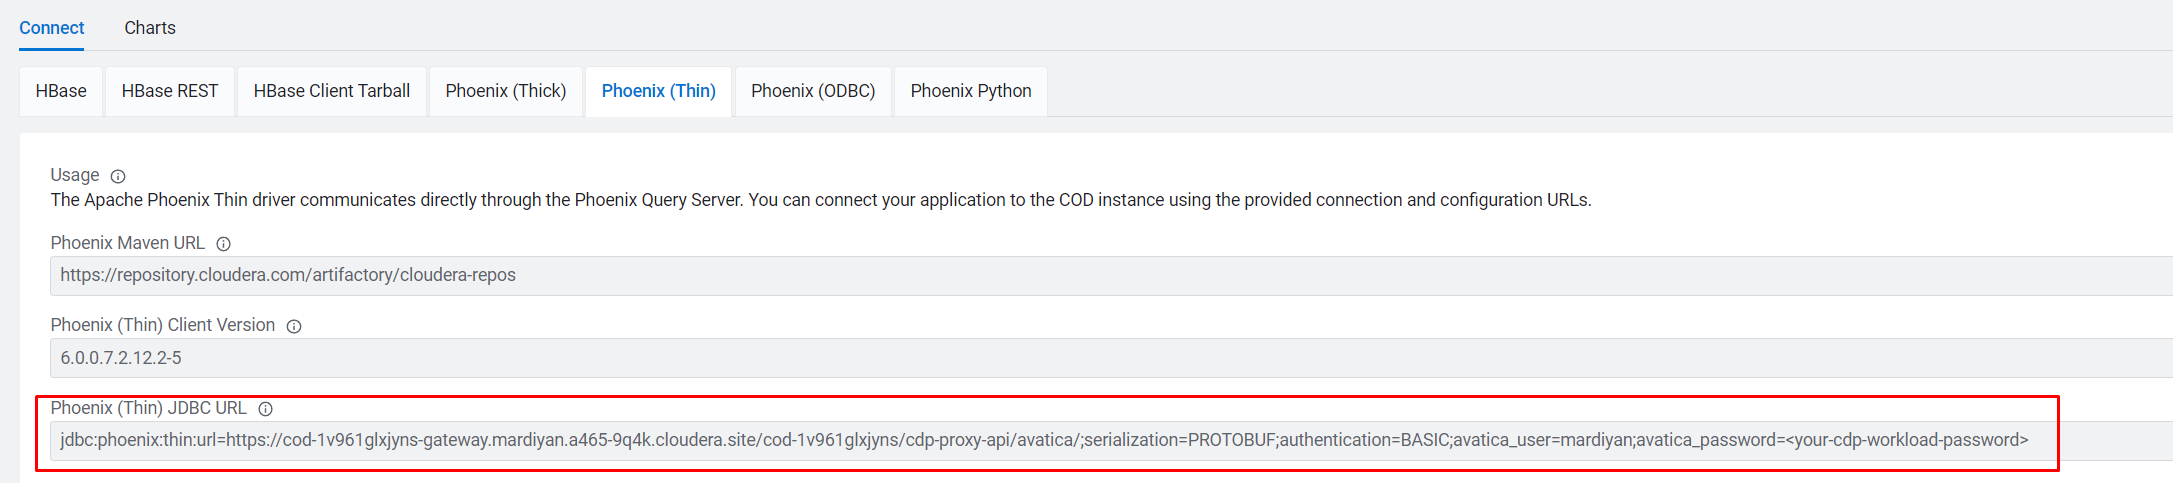 Connect Charts
HBase HBase REST HBase Client Tarball Phoenix (Thick) Phoenix (Thin) Phoenix (ODBC) Phoenix Python
Usage
The Apache Phoenix Thin driver communicates directly through the Phoenix Query Server. You can connect your application to the COD instance using the provided connection and configuration URLs.
Phoenix Maven URL
https://repository.cloudera.com/artifactory/cloudera-repos
Phoenix (Thin) Client Version
6.0.0.7.2.12.2-5
Phoenix (Thin) JDBC URL
jdbc:phoenix:thin:url=https://cod-1v961glxjyns-gateway.mardiyan.a465-9q4k.cloudera.site/cod-1v961glxjyns/cdp-proxy-api/avatica/;serialization=PROTOBUF;authentication=BASIC;avatica_user=mardiyan;avatica_password=<your-cdp-workload-password>